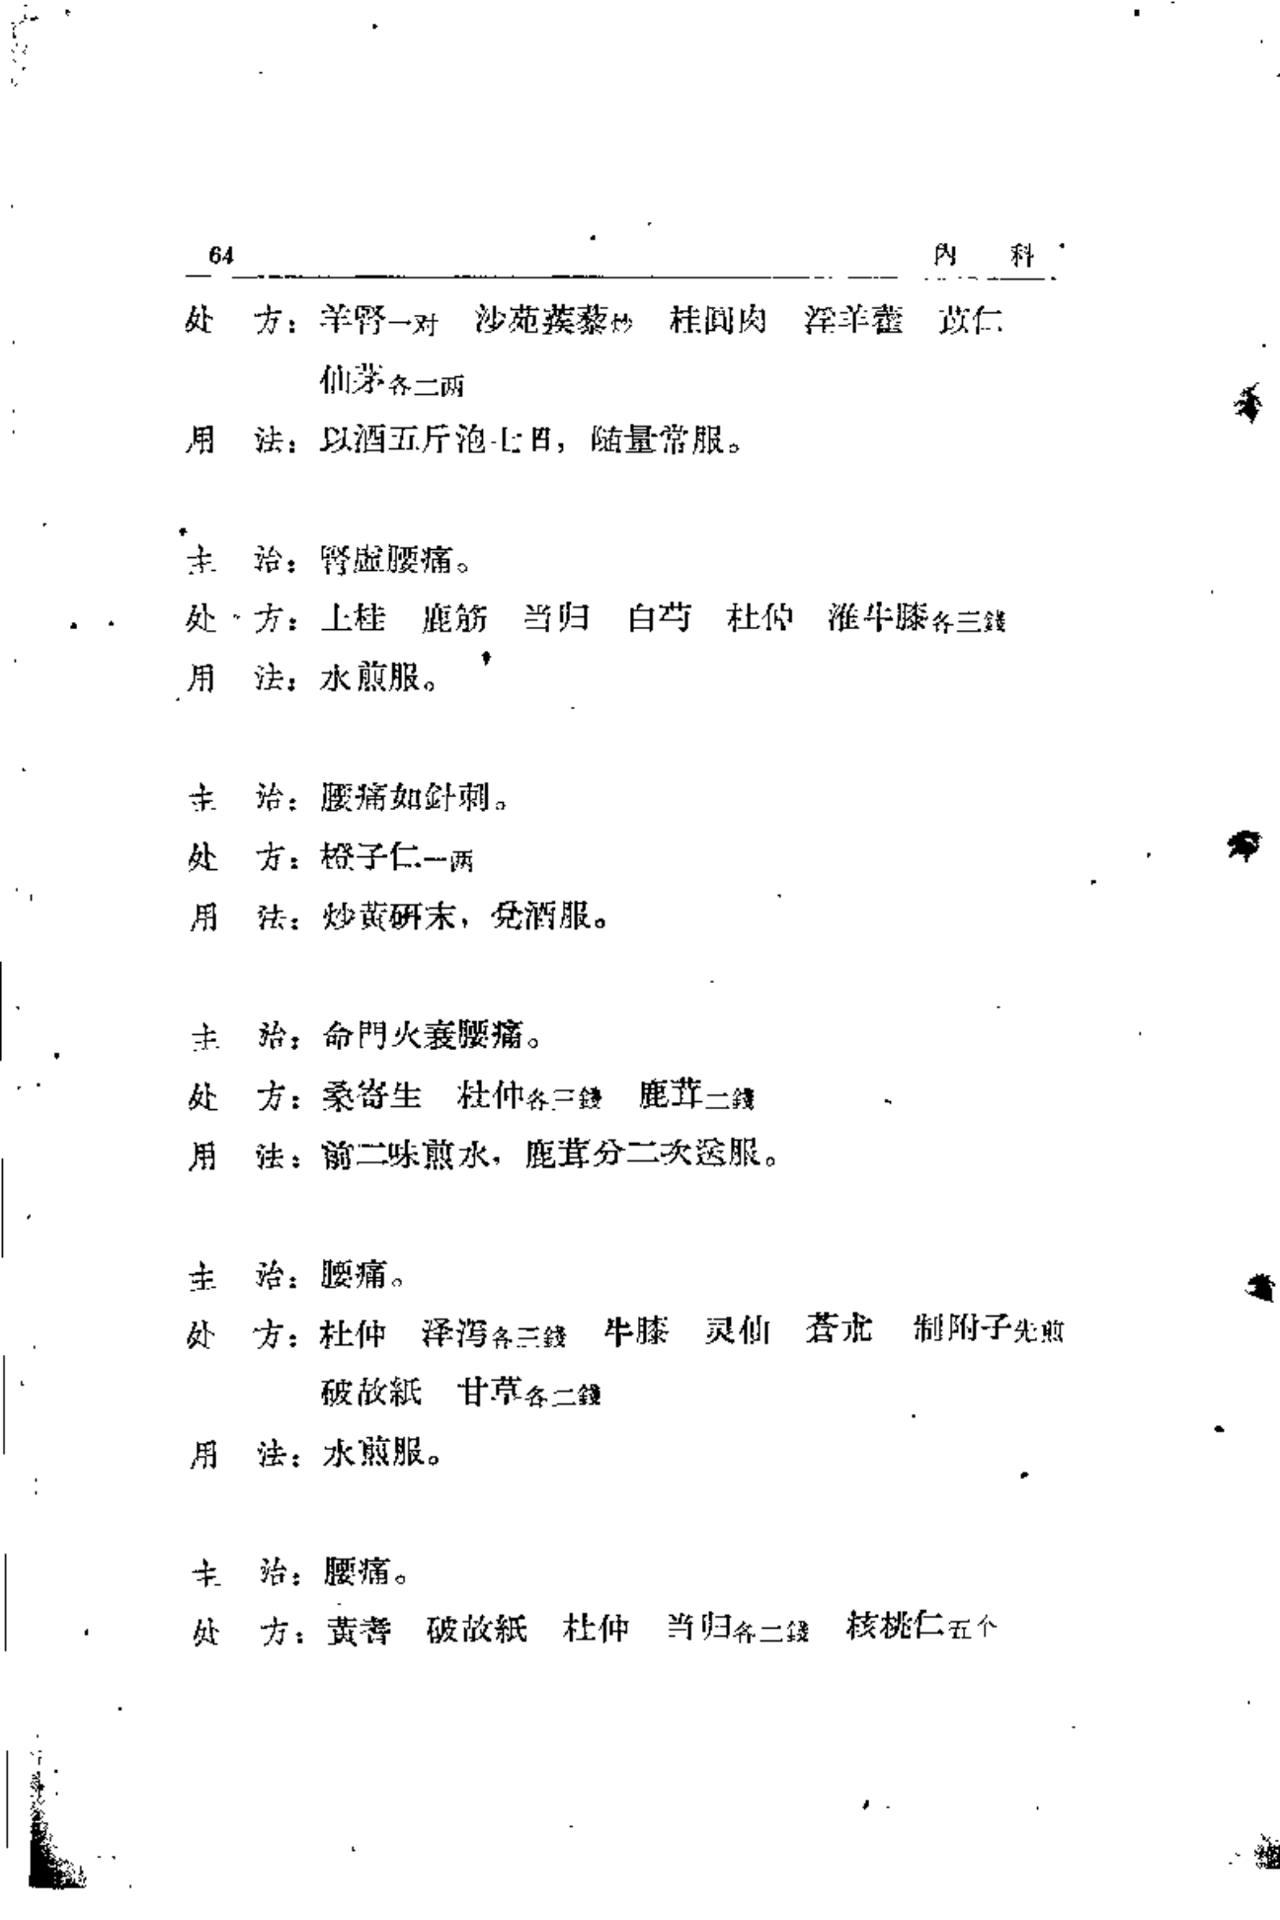 64 內 科
处 方：羊腎一对 沙苑蒺藜炒 桂圓肉 淫羊藿 苡仁
仙茅各二两
用 法：以酒五斤泡七日，随量常服。
主 治：腎虛腰痛。
处 方：上桂 鹿筋 当归 白芍 杜仲 淮牛膝各三錢
用 法：水煎服。
主 治：腰痛如針刺。
处 方：橙子仁一两
用 法：炒黃研末，兌酒服。
主 治：命門火衰腰痛。
处 方：桑寄生 杜仲各三錢 鹿茸二錢
用 法：前二味煎水，鹿茸分二次送服。
主 治：腰痛。
处 方：杜仲 泽泻各三錢 牛膝 灵仙 蒼朮 制附子先煎
破故紙 甘草各二錢
用 法：水煎服。
主 治：腰痛。
处 方：黃耆 破故紙 杜仲 当归各二錢 核桃仁五个